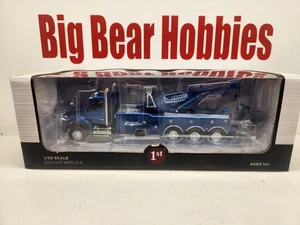 Big Bear Hobbies
1/50 SCALE
DIECAST REPLICA
1st
AGES 14+